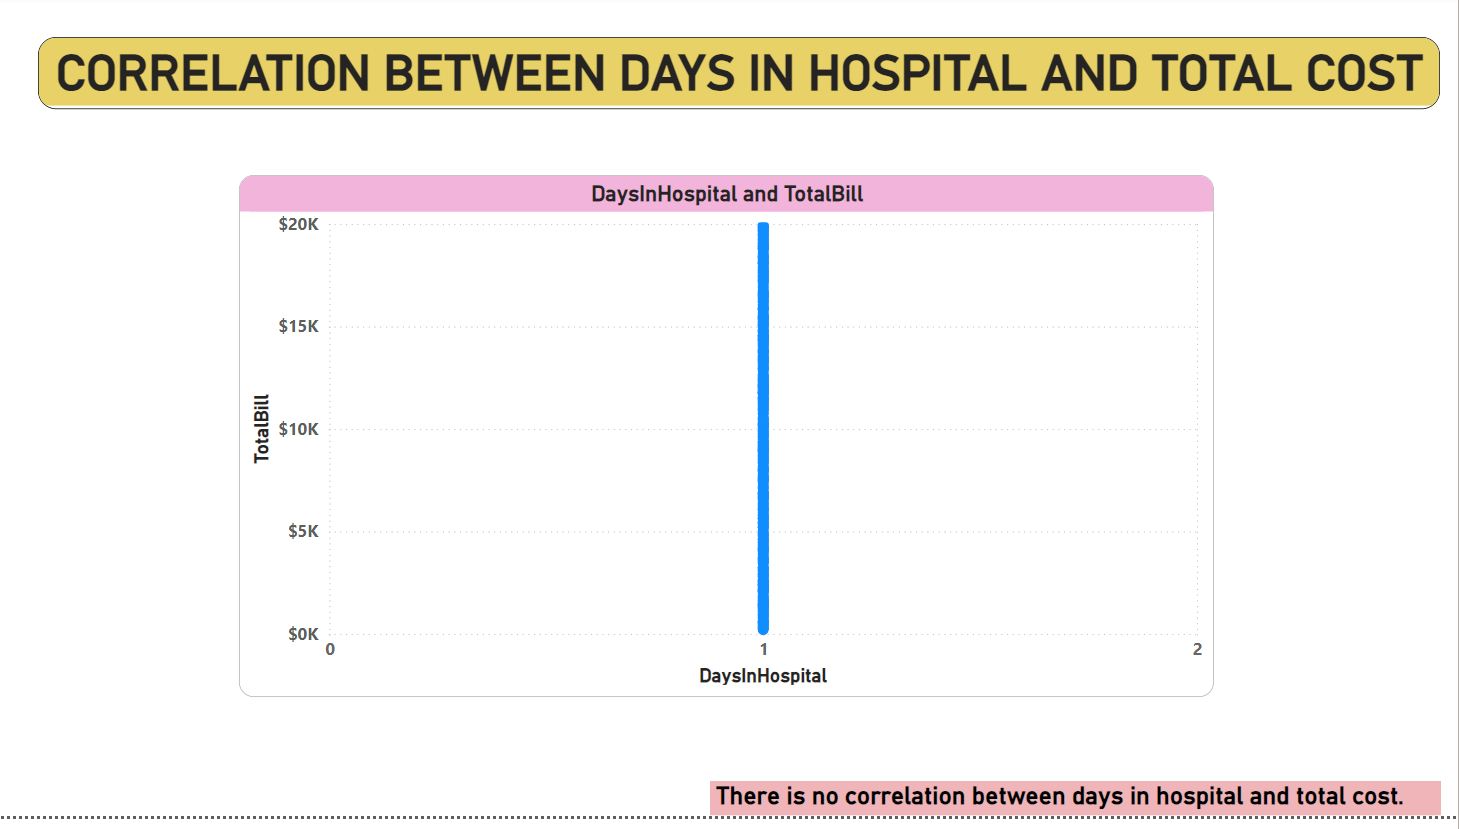 CORRELATION BETWEEN DAYS IN HOSPITAL AND TOTAL COST
DaysInHospital and TotalBill
$20K
$15K
$10K
$5K
$0K
TotalBill
0 1 2
DaysInHospital
There is no correlation between days in hospital and total cost.